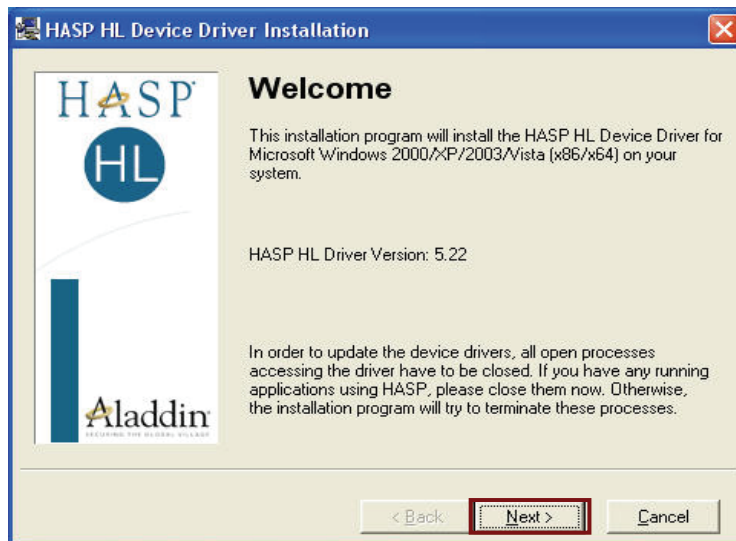 HASP HL Device Driver Installation
HASP
HL
Aladdin
SECURING THE GLOBAL VILLAGE
Welcome
This installation program will install the HASP HL Device Driver for
Microsoft Windows 2000/XP/2003/Vista (x86/x64) on your
system.
HASP HL Driver Version: 5.22
In order to update the device drivers, all open processes
accessing the driver have to be closed. If you have any running
applications using HASP, please close them now. Otherwise,
the installation program will try to terminate these processes.
< Back
Next >
Cancel